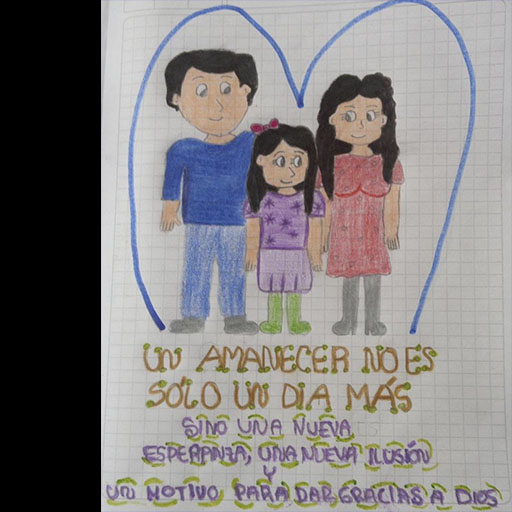 UN AMANECER NO ES
SOLO UN DIA MÁS
SINO UNA NUEVA
ESPERANZA, UNA NUEVA ILUSIÓN
Y
UN MOTIVO PARA DAR GRACIAS A DIOS